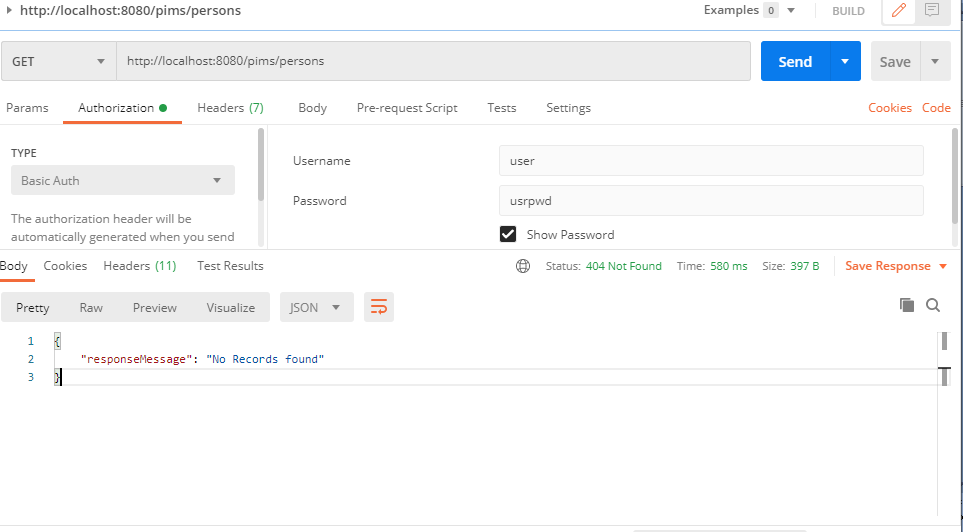 http://localhost:8080/pims/persons Examples 0 BUILD
GET http://localhost:8080/pims/persons Send Save
Params Authorization Headers (7) Body Pre-request Script Tests Settings Cookies Code
TYPE
Basic Auth
The authorization header will be
automatically generated when you send
Username user
Password usrpwd
Show Password
Body Cookies Headers (11) Test Results Status: 404 Not Found Time: 580 ms Size: 397 B Save Response
Pretty Raw Preview Visualize JSON
1 {
2 "responseMessage": "No Records found"
3 }